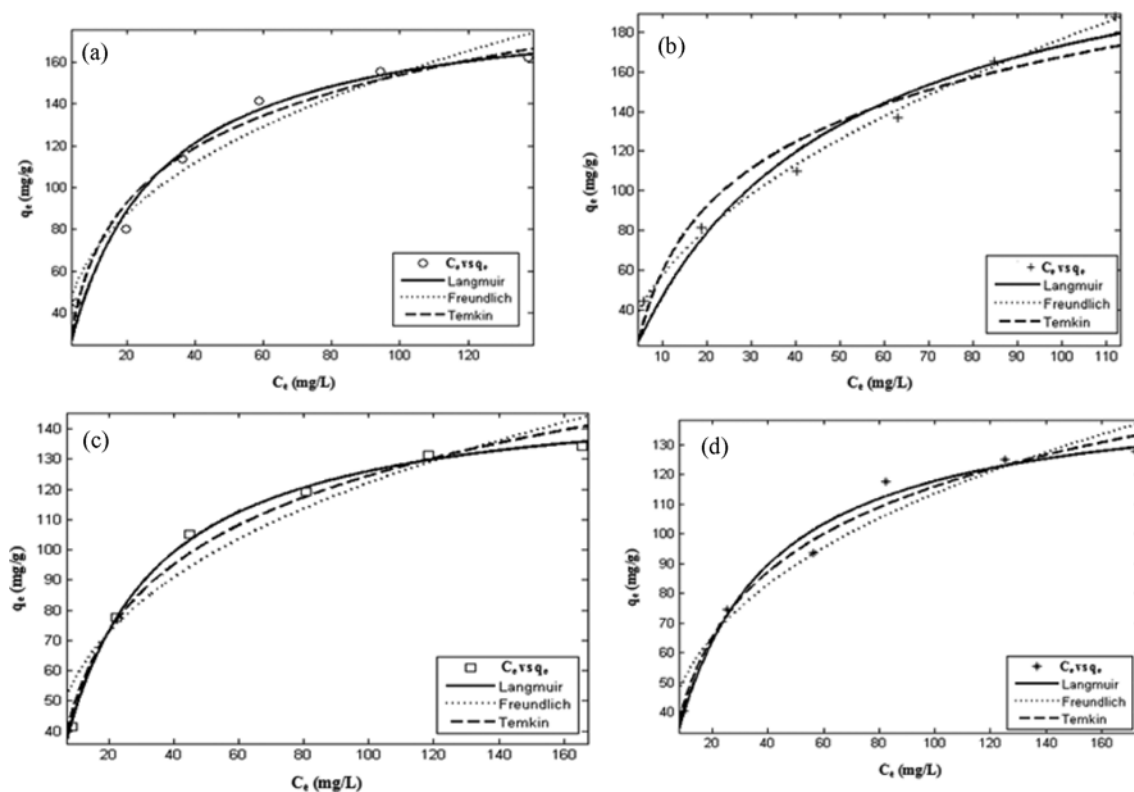 (a)
qₑ (mg/g)
160
140
120
100
80
60
40
Cₑ vs qₑ
Langmuir
Freundlich
Temkin
20 40 60 80 100 120
Cₑ (mg/L)
(b)
qₑ (mg/g)
180
160
140
120
100
80
60
40
Cₑ vs qₑ
Langmuir
Freundlich
Temkin
10 20 30 40 50 60 70 80 90 100 110
Cₑ (mg/L)
(c)
qₑ (mg/g)
140
130
120
110
100
90
80
70
60
50
40
Cₑ vs qₑ
Langmuir
Freundlich
Temkin
20 40 60 80 100 120 140 160
Cₑ (mg/L)
(d)
qₑ (mg/g)
130
120
110
100
90
80
70
60
50
40
Cₑ vs qₑ
Langmuir
Freundlich
Temkin
20 40 60 80 100 120 140 160
Cₑ (mg/L)